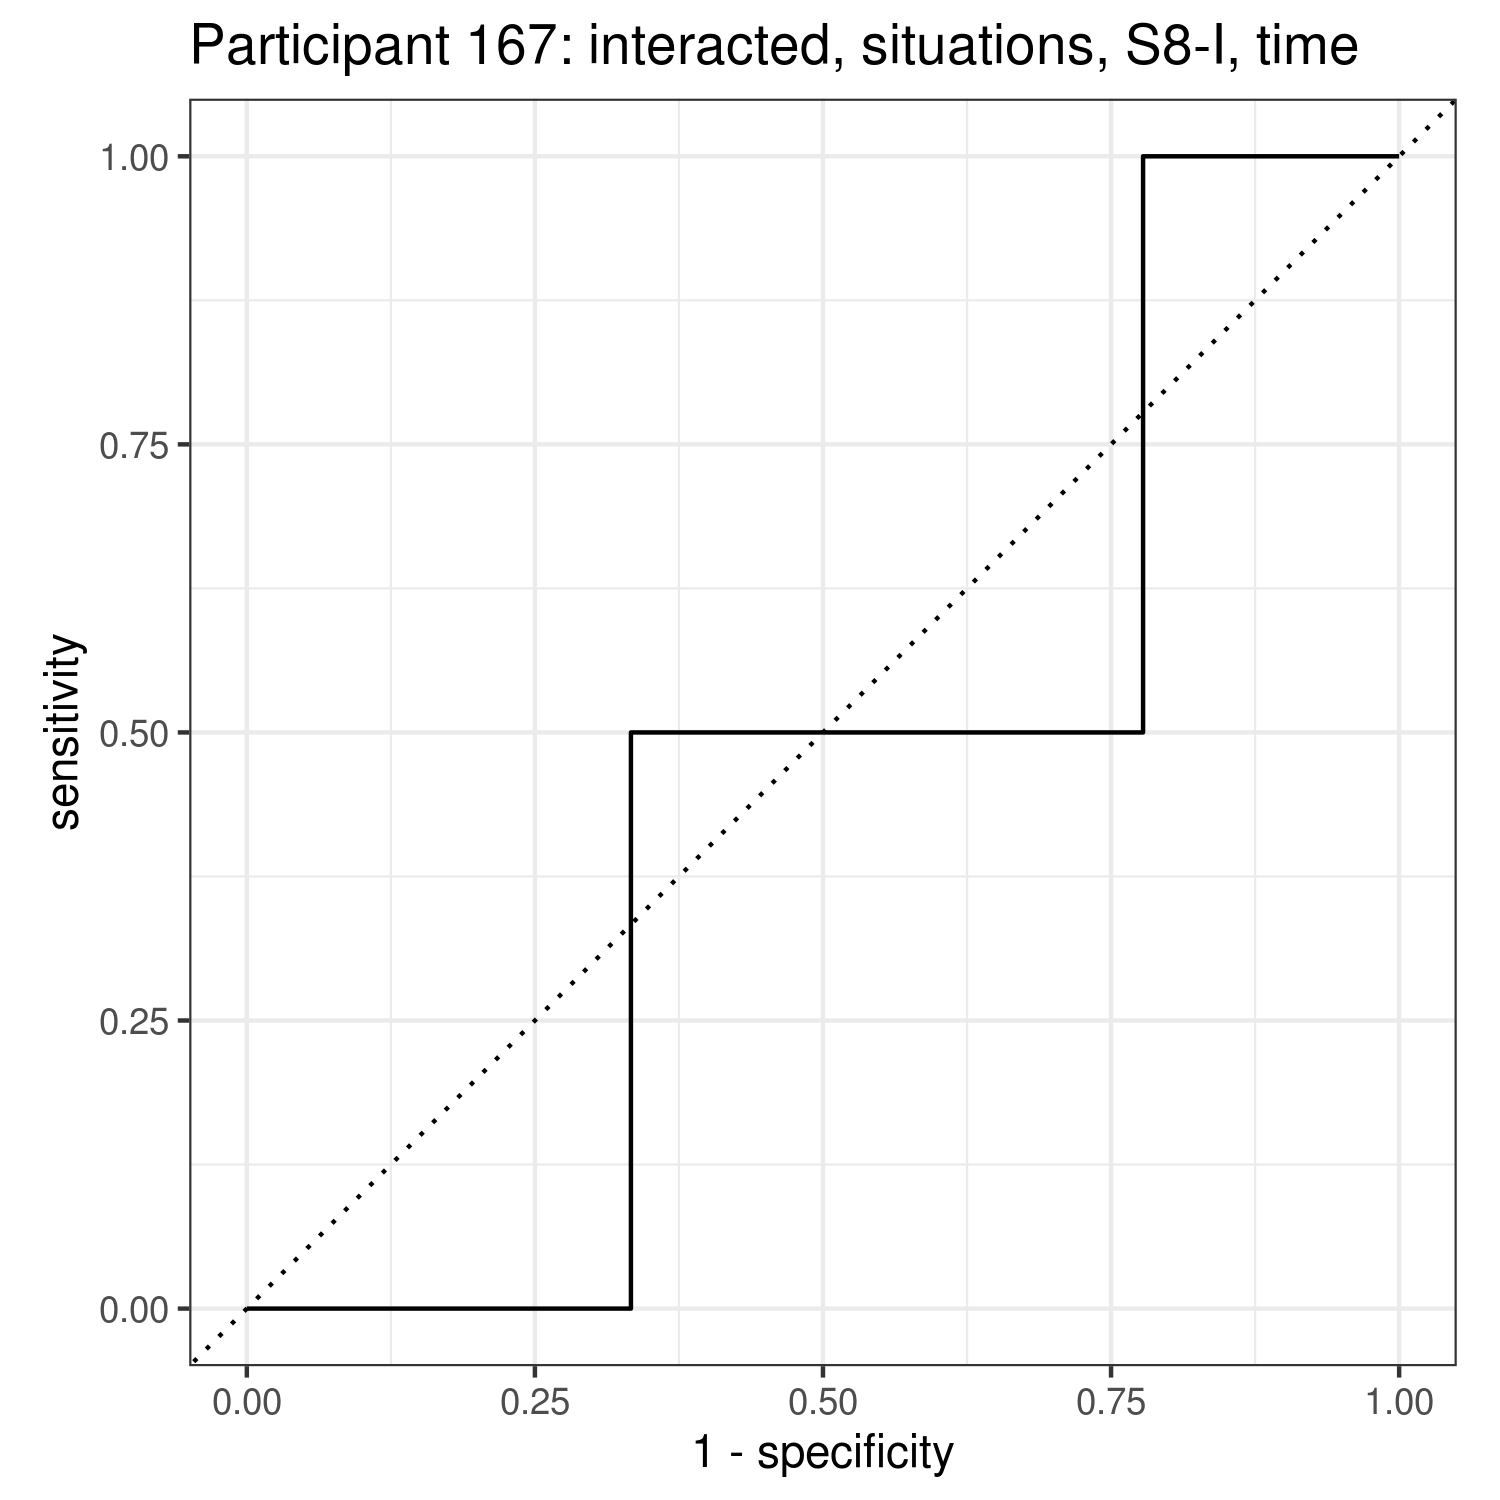 Participant 167: interacted, situations, S8-I, time
1.00
0.75
0.50
0.25
0.00
sensitivity
0.00 0.25 0.50 0.75 1.00
1 - specificity